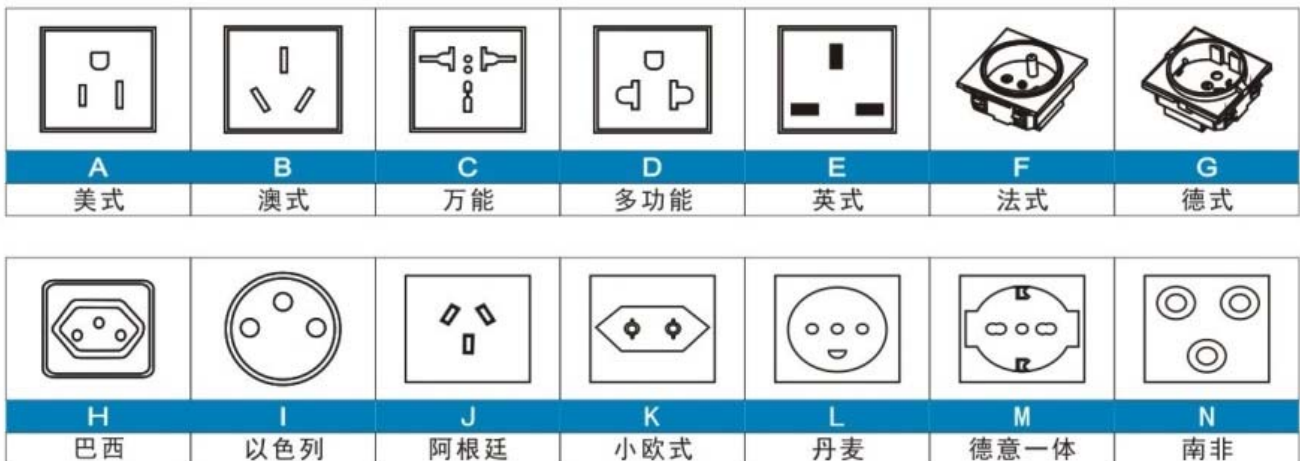 A B C D E F G
美式 澳式 万能 多功能 英式 法式 德式
H I J K L M N
巴西 以色列 阿根廷 小欧式 丹麦 德意一体 南非